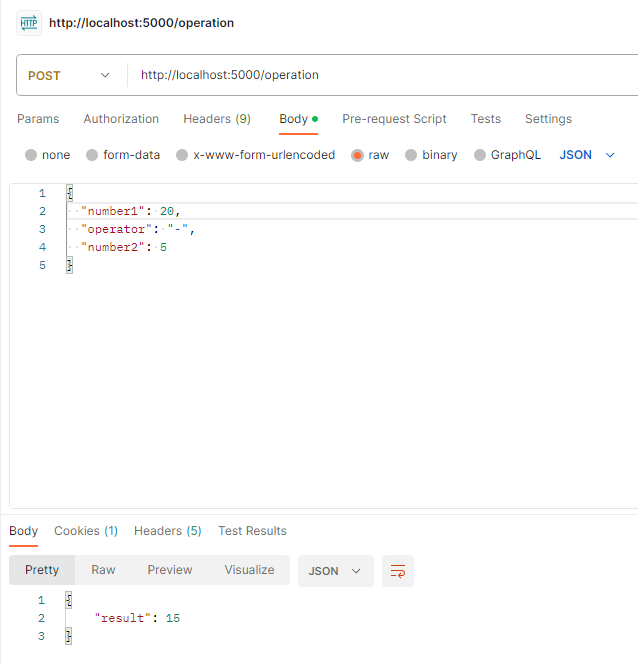 HTTP http://localhost:5000/operation
POST http://localhost:5000/operation
Params Authorization Headers (9) Body Pre-request Script Tests Settings
none form-data x-www-form-urlencoded raw binary GraphQL JSON
1 {
2 "number1": 20,
3 "operator": "-",
4 "number2": 5
5 }
Body Cookies (1) Headers (5) Test Results
Pretty Raw Preview Visualize JSON
1 {
2 "result": 15
3 }